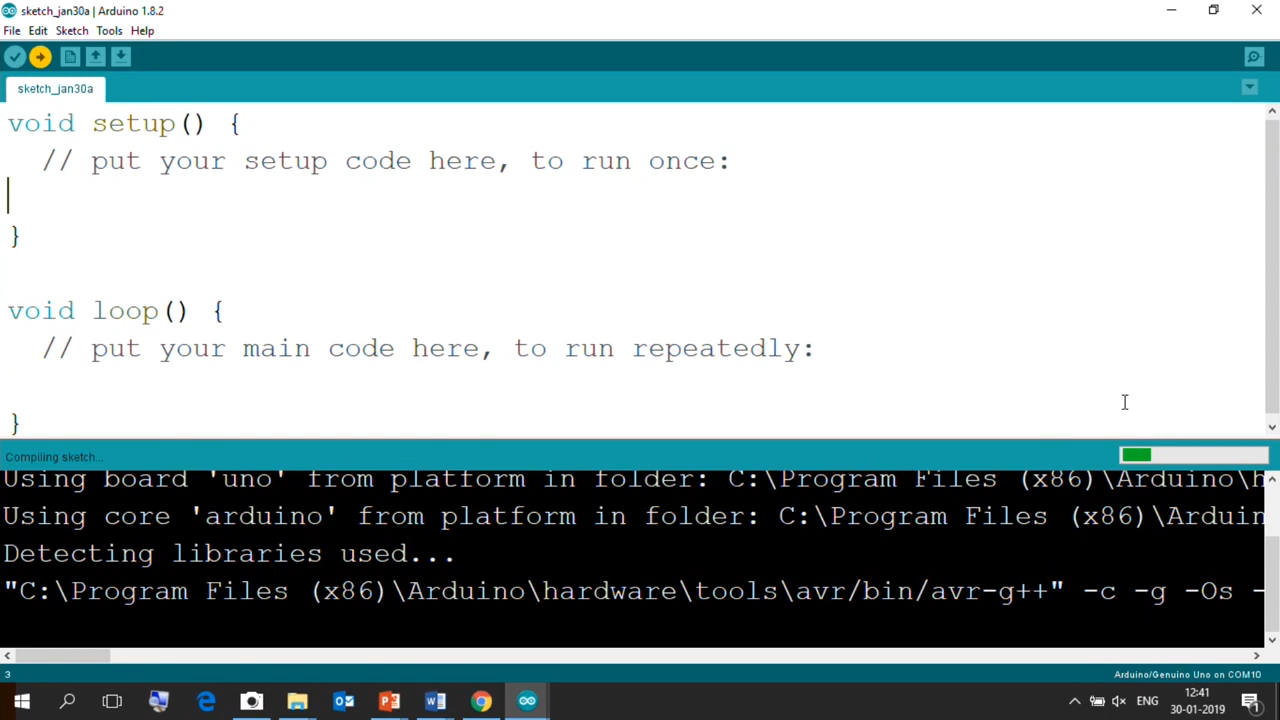 sketch_jan30a | Arduino 1.8.2
File Edit Sketch Tools Help
sketch_jan30a
void setup() {
// put your setup code here, to run once:
}
void loop() {
// put your main code here, to run repeatedly:
}
Compiling sketch...
Using board 'uno' from platform in folder: C:\Program Files (x86)\Arduino\h
Using core 'arduino' from platform in folder: C:\Program Files (x86)\Arduin
Detecting libraries used...
"C:\Program Files (x86)\Arduino\hardware\tools\avr/bin/avr-g++" -c -g -Os -
3
Arduino/Genuino Uno on COM10
ENG
12:41
30-01-2019
1